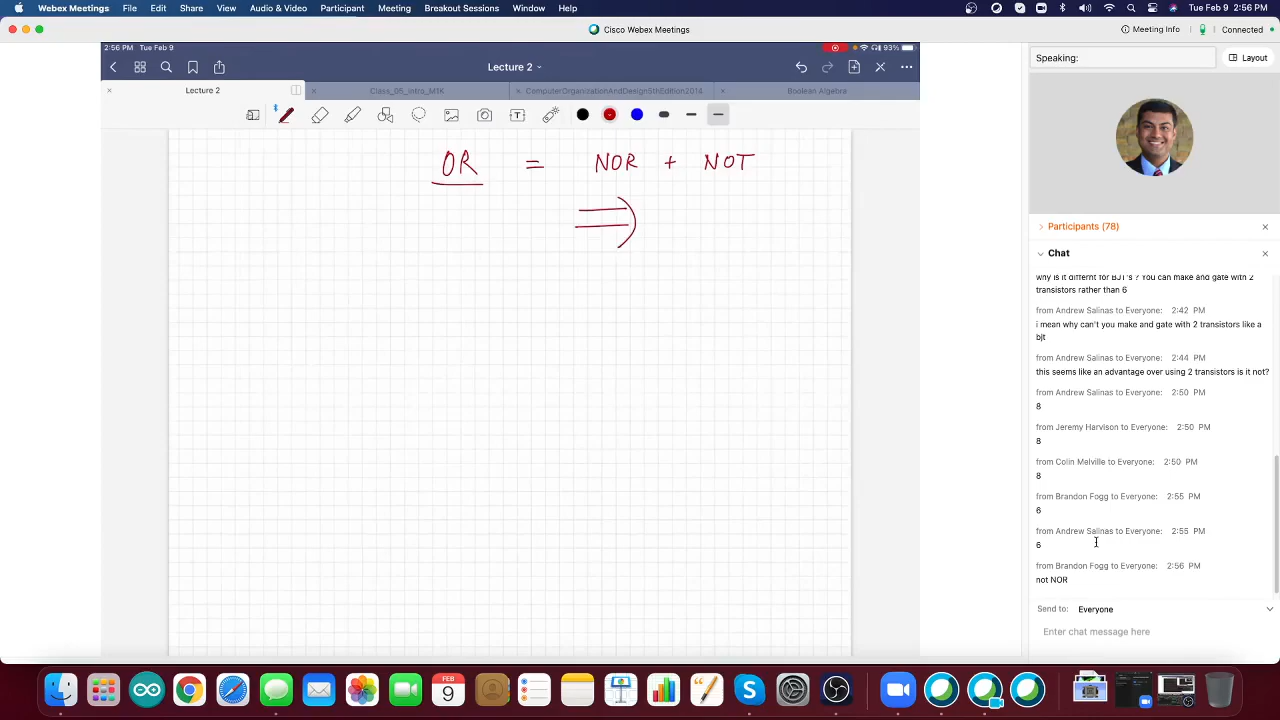 Webex Meetings File Edit Share View Audio & Video Participant Meeting Breakout Sessions Window Help Tue Feb 9 2:56 PM
Cisco Webex Meetings
Meeting Info Connected
2:56 PM Tue Feb 9 93%
Lecture 2
Lecture 2 Class_05_intro_M1K ComputerOrganizationAndDesign5thEdition2014 Boolean Algebra
OR = NOR + NOT
Speaking: Layout
Participants (78)
Chat
why is it differnt for BJT's ? You can make and gate with 2
transistors rather than 6
from Andrew Salinas to Everyone: 2:42 PM
i mean why can't you make and gate with 2 transistors like a
bjt
from Andrew Salinas to Everyone: 2:44 PM
this seems like an advantage over using 2 transistors is it not?
from Andrew Salinas to Everyone: 2:50 PM
8
from Jeremy Harvison to Everyone: 2:50 PM
8
from Colin Melville to Everyone: 2:50 PM
8
from Brandon Fogg to Everyone: 2:55 PM
6
from Andrew Salinas to Everyone: 2:55 PM
6
from Brandon Fogg to Everyone: 2:56 PM
not NOR
Send to: Everyone
Enter chat message here
FEB
9